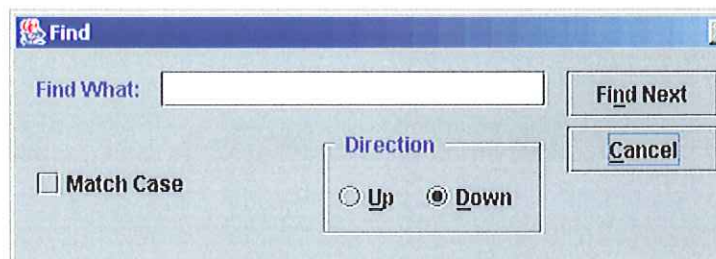 Find
Find What:
Find Next
Direction
Cancel
Match Case
Up Down